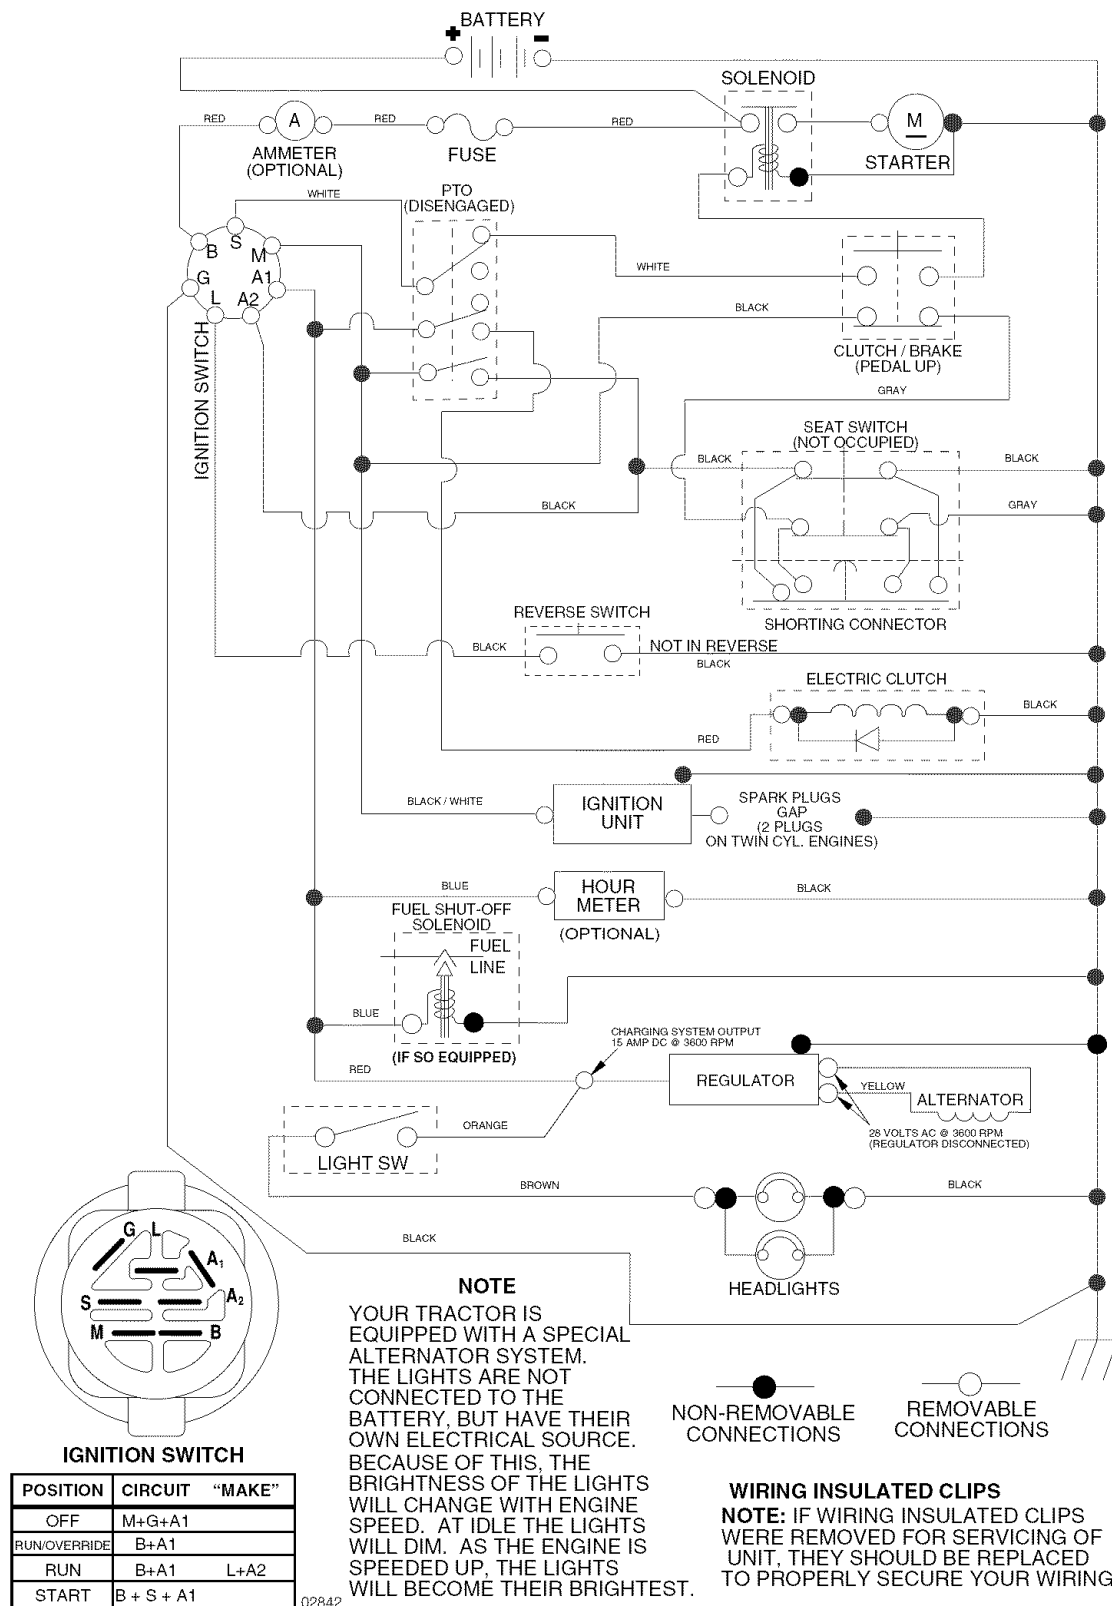 BATTERY
+ -
SOLENOID
RED
A
RED
RED
M
AMMETER
(OPTIONAL)
FUSE
STARTER
WHITE
PTO
(DISENGAGED)
B
S
M
G
A1
L
A2
IGNITION SWITCH
WHITE
BLACK
CLUTCH / BRAKE
(PEDAL UP)
GRAY
SEAT SWITCH
(NOT OCCUPIED)
BLACK
BLACK
BLACK
GRAY
SHORTING CONNECTOR
REVERSE SWITCH
BLACK
NOT IN REVERSE
BLACK
ELECTRIC CLUTCH
BLACK
RED
BLACK / WHITE
IGNITION
UNIT
SPARK PLUGS
GAP
(2 PLUGS
ON TWIN CYL. ENGINES)
BLUE
HOUR
METER
(OPTIONAL)
BLACK
FUEL SHUT-OFF
SOLENOID
FUEL
LINE
BLUE
(IF SO EQUIPPED)
CHARGING SYSTEM OUTPUT
15 AMP DC @ 3600 RPM
RED
REGULATOR
YELLOW
ALTERNATOR
28 VOLTS AC @ 3600 RPM
(REGULATOR DISCONNECTED)
ORANGE
LIGHT SW
BROWN
BLACK
HEADLIGHTS
BLACK
G
L
A1
S
A2
M
B
IGNITION SWITCH
POSITION CIRCUIT "MAKE"
OFF M+G+A1
RUN/OVERRIDE B+A1
RUN B+A1 L+A2
START B + S + A1
02842
NOTE
YOUR TRACTOR IS
EQUIPPED WITH A SPECIAL
ALTERNATOR SYSTEM.
THE LIGHTS ARE NOT
CONNECTED TO THE
BATTERY, BUT HAVE THEIR
OWN ELECTRICAL SOURCE.
BECAUSE OF THIS, THE
BRIGHTNESS OF THE LIGHTS
WILL CHANGE WITH ENGINE
SPEED. AT IDLE THE LIGHTS
WILL DIM. AS THE ENGINE IS
SPEEDED UP, THE LIGHTS
WILL BECOME THEIR BRIGHTEST.
NON-REMOVABLE
CONNECTIONS
REMOVABLE
CONNECTIONS
WIRING INSULATED CLIPS
NOTE: IF WIRING INSULATED CLIPS
WERE REMOVED FOR SERVICING OF
UNIT, THEY SHOULD BE REPLACED
TO PROPERLY SECURE YOUR WIRING